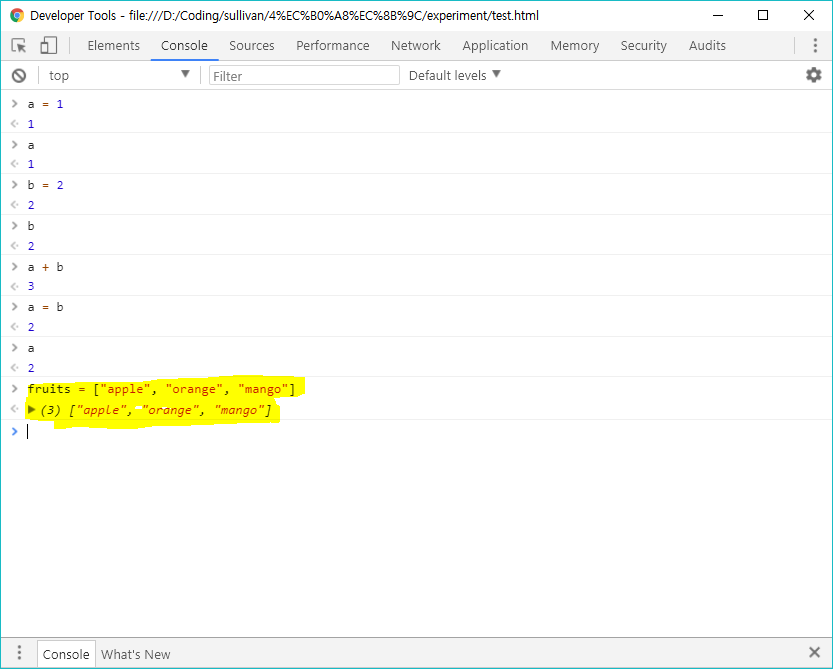 Developer Tools - file:///D:/Coding/sullivan/4%EC%B0%A8%EC%8B%9C/experiment/test.html
Elements Console Sources Performance Network Application Memory Security Audits
top Filter Default levels
> a = 1
1
> a
1
> b = 2
2
> b
2
> a + b
3
> a = b
2
> a
2
> fruits = ["apple", "orange", "mango"]
(3) ["apple", "orange", "mango"]
>
Console What's New